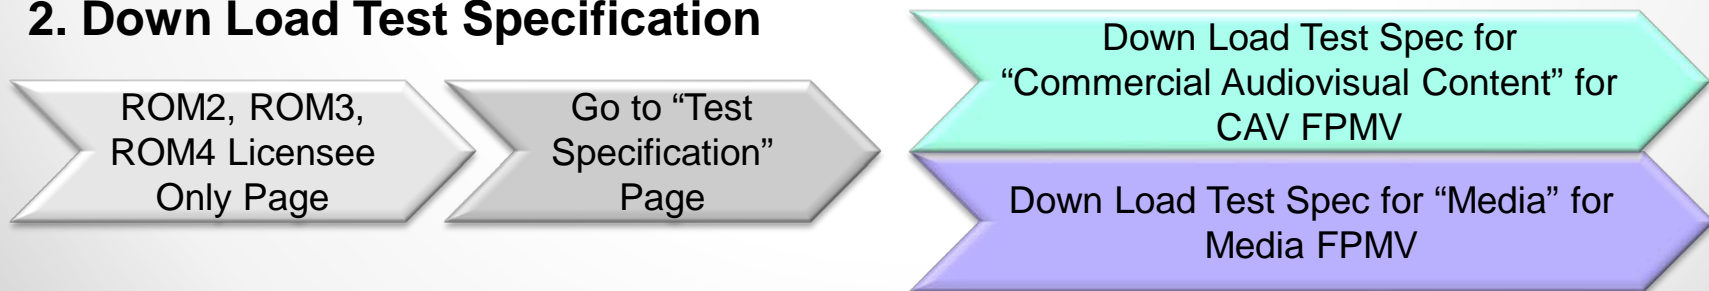 2. Down Load Test Specification
ROM2, ROM3,
ROM4 Licensee
Only Page
Go to “Test
Specification”
Page
Down Load Test Spec for
“Commercial Audiovisual Content” for
CAV FPMV
Down Load Test Spec for “Media” for
Media FPMV